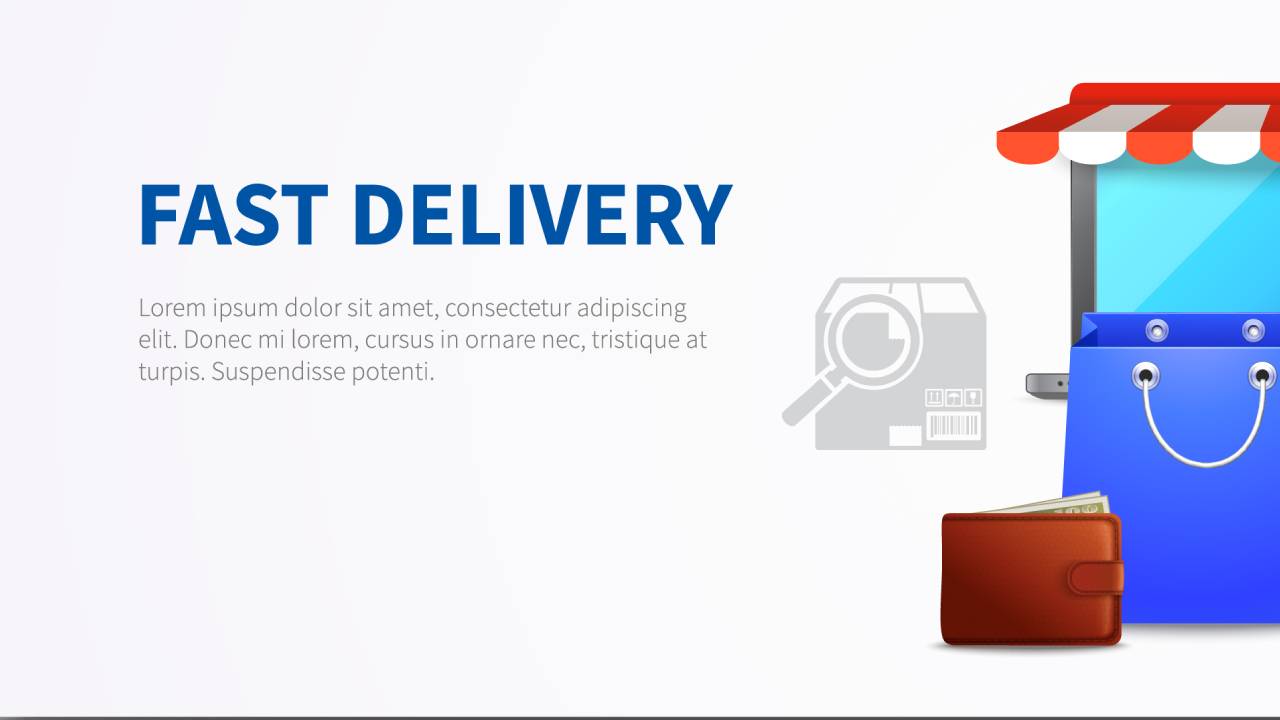 FAST DELIVERY
Lorem ipsum dolor sit amet, consectetur adipiscing
elit. Donec mi lorem, cursus in ornare nec, tristique at
turpis. Suspendisse potenti.